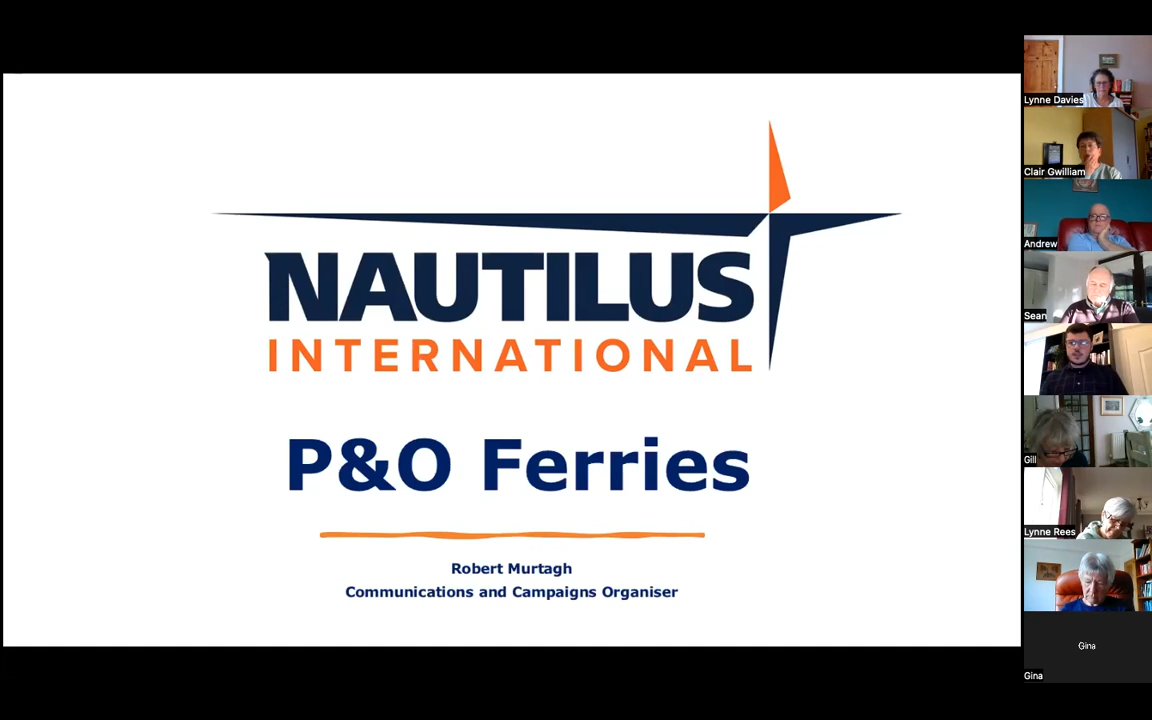 NAUTILUS
INTERNATIONAL
P&O Ferries
Robert Murtagh
Communications and Campaigns Organiser
Lynne Davies
Clair Gwilliam
Andrew
Sean
Gill
Lynne Rees
Gina
Gina